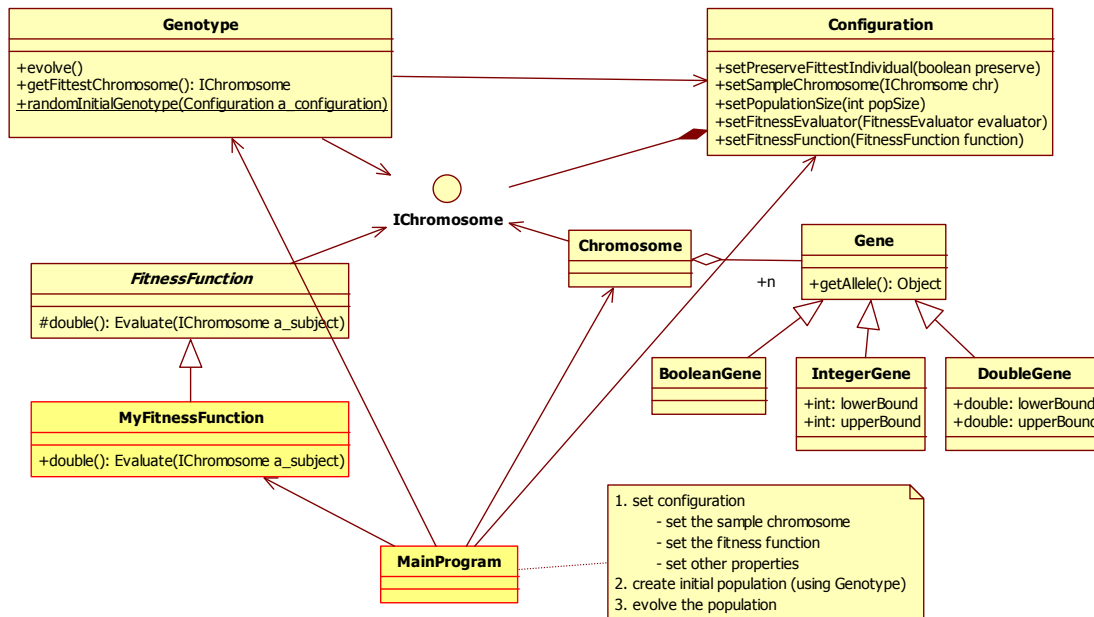 Genotype
+evolve()
+getFittestChromosome(): IChromosome
+randomInitialGenotype(Configuration a_configuration)
Configuration
+setPreserveFittestIndividual(boolean preserve)
+setSampleChromosome(IChromsome chr)
+setPopulationSize(int popSize)
+setFitnessEvaluator(FitnessEvaluator evaluator)
+setFitnessFunction(FitnessFunction function)
IChromosome
Chromosome
+n
Gene
+getAllele(): Object
FitnessFunction
#double(): Evaluate(IChromosome a_subject)
BooleanGene
IntegerGene
+int: lowerBound
+int: upperBound
DoubleGene
+double: lowerBound
+double: upperBound
MyFitnessFunction
+double(): Evaluate(IChromosome a_subject)
MainProgram
1. set configuration
- set the sample chromosome
- set the fitness function
- set other properties
2. create initial population (using Genotype)
3. evolve the population